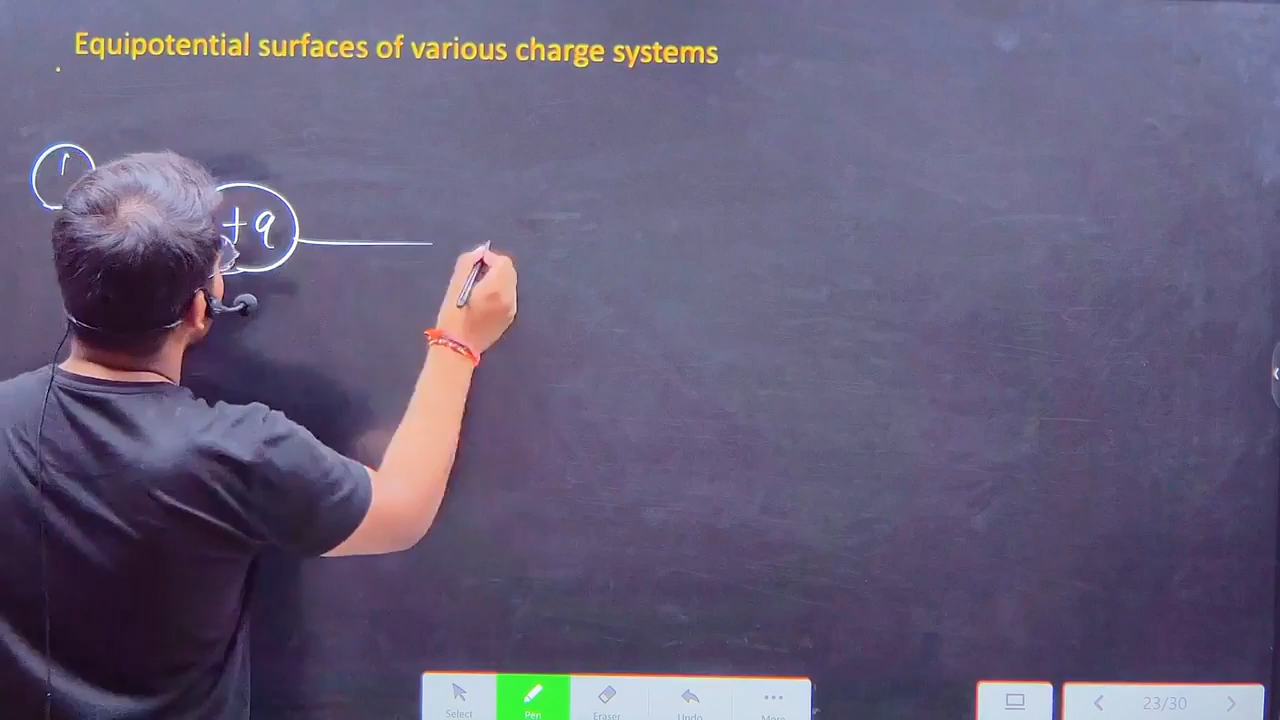 Equipotential surfaces of various charge systems
1
+q
Select Pen Eraser Undo More
23/30